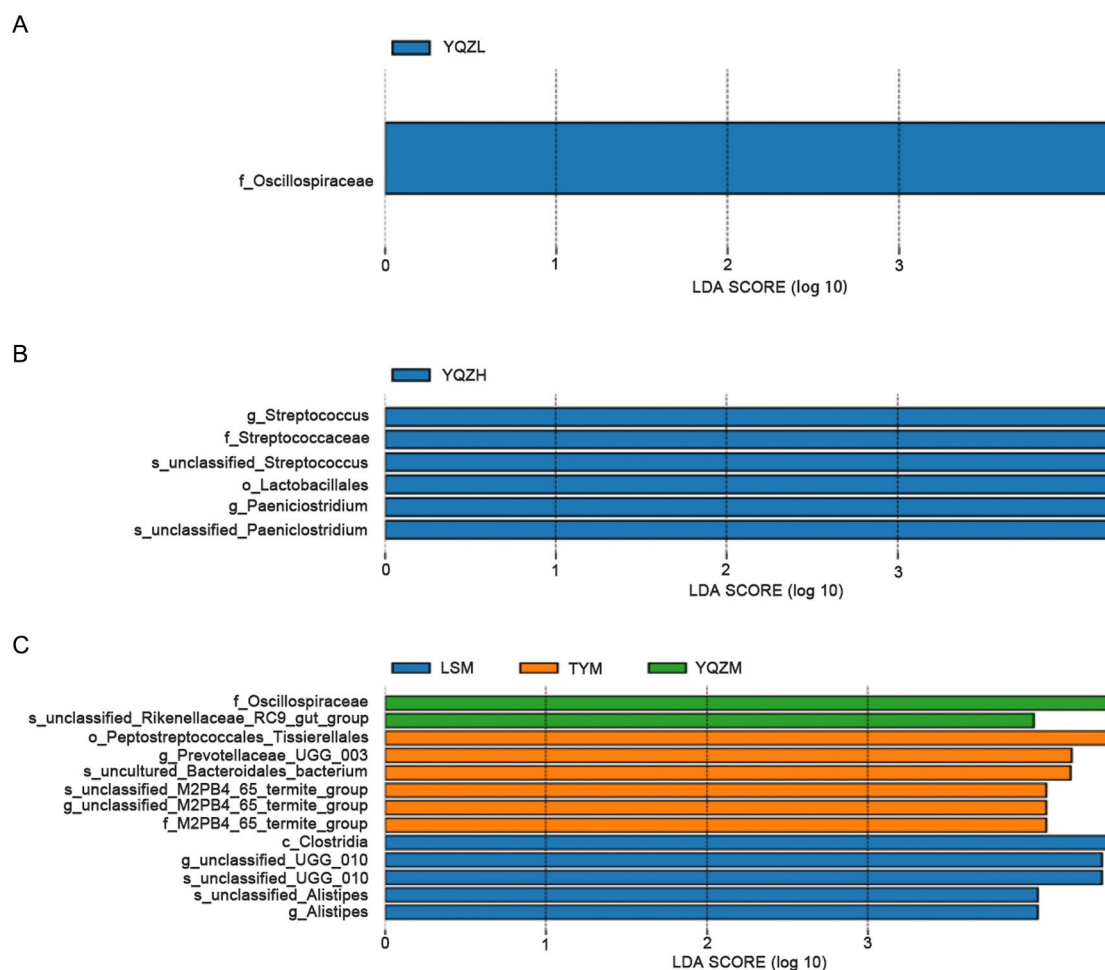 A
YQZL
f_Oscillospiraceae
0 1 2 3
LDA SCORE (log 10)
B
YQZH
g_Streptococcus
f_Streptococcaceae
s_unclassified_Streptococcus
o_Lactobacillales
g_Paeniclostridium
s_unclassified_Paeniclostridium
0 1 2 3
LDA SCORE (log 10)
C
LSM TYM YQZM
f_Oscillospiraceae
s_unclassified_Rikenellaceae_RC9_gut_group
o_Peptostreptococcales_Tissierellales
g_Prevotellaceae_UGG_003
s_uncultured_Bacteroidales_bacterium
s_unclassified_M2PB4_65_termite_group
g_unclassified_M2PB4_65_termite_group
f_M2PB4_65_termite_group
c_Clostridia
g_unclassified_UGG_010
s_unclassified_UGG_010
s_unclassified_Alistipes
g_Alistipes
0 1 2 3
LDA SCORE (log 10)